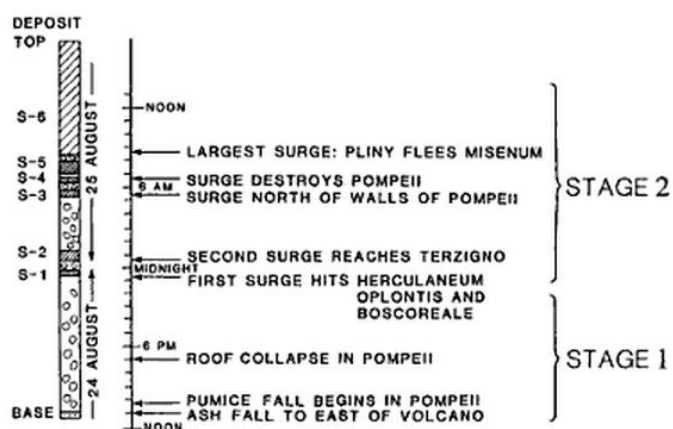 DEPOSIT
TOP
NOON
S-6
LARGEST SURGE: PLINY FLEES MISENUM
S-5
S-4
SURGE DESTROYS POMPEII
6 AM
STAGE 2
S-3
SURGE NORTH OF WALLS OF POMPEII
25 AUGUST
S-2
SECOND SURGE REACHES TERZIGNO
MIDNIGHT
S-1
FIRST SURGE HITS HERCULANEUM
OPLONTIS AND
BOSCOREALE
24 AUGUST
6 PM
ROOF COLLAPSE IN POMPEII
STAGE 1
PUMICE FALL BEGINS IN POMPEII
BASE
ASH FALL TO EAST OF VOLCANO
NOON